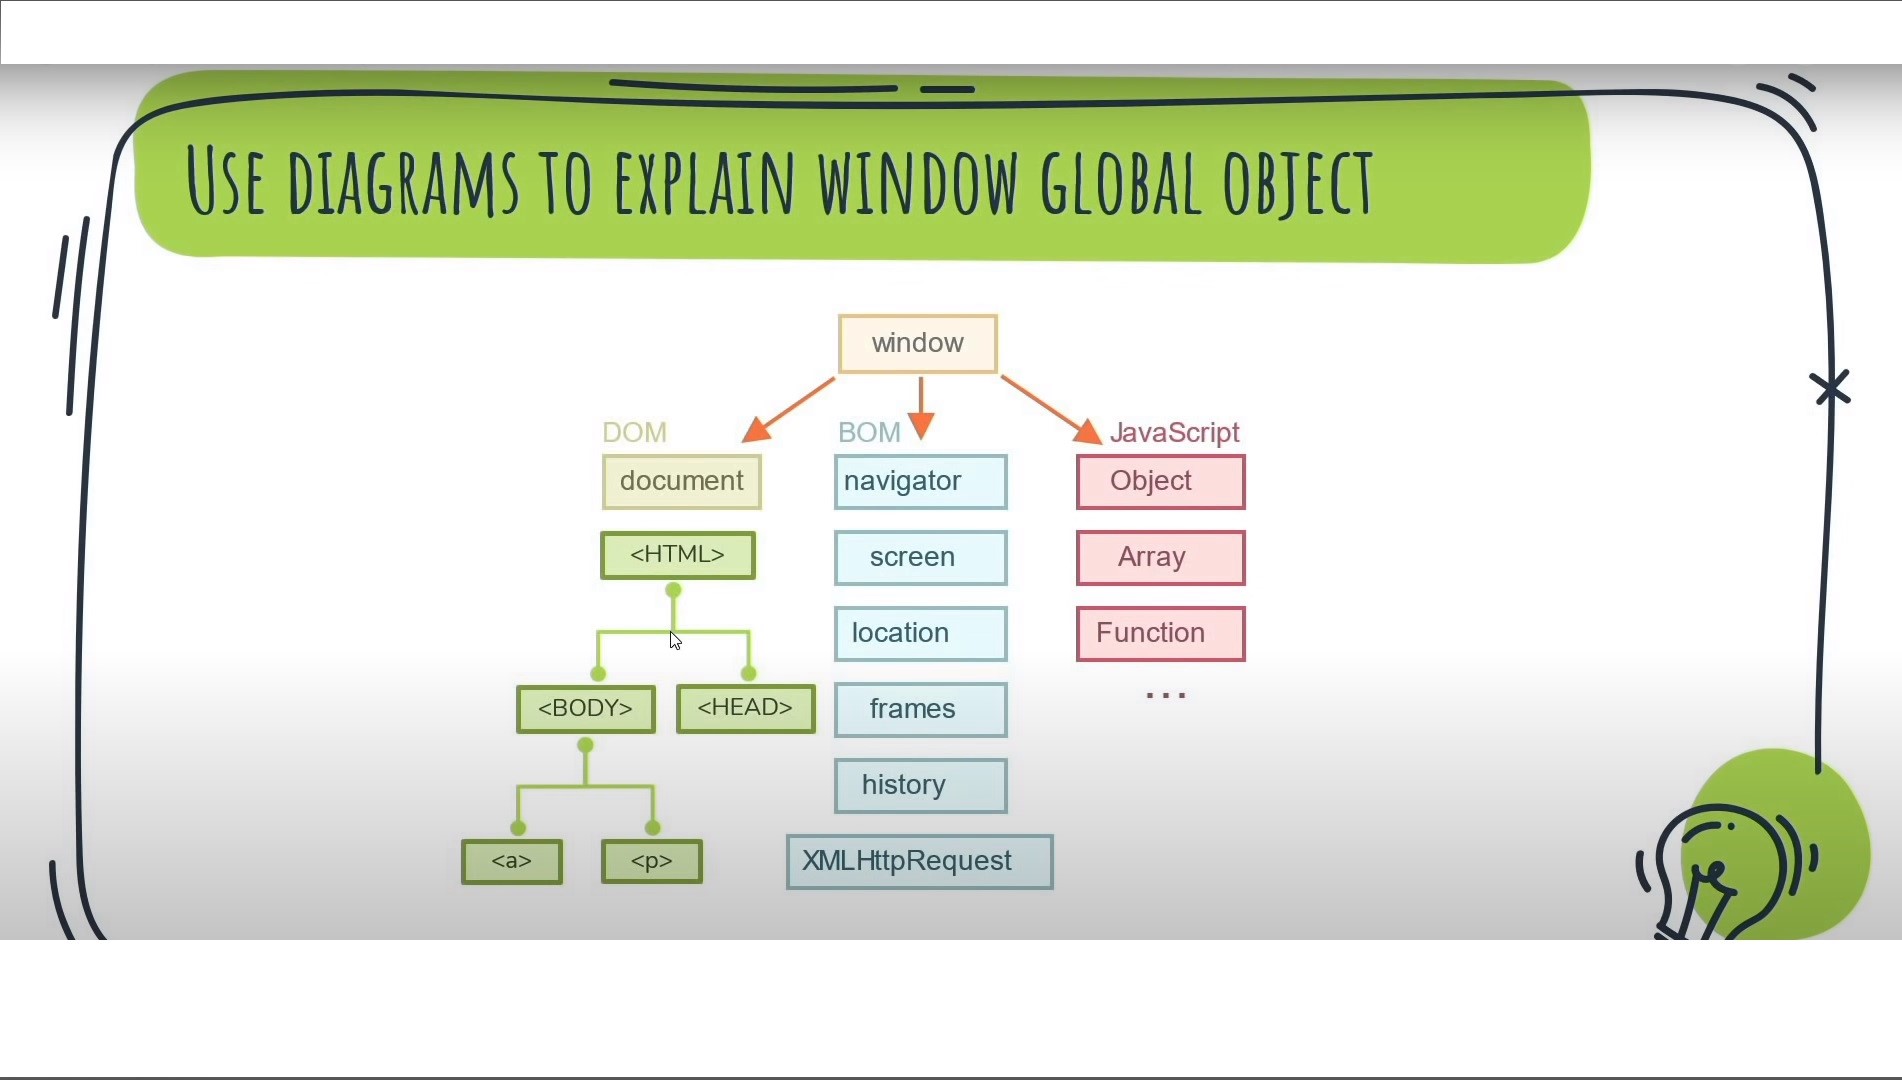 Use diagrams to explain window global object
window
DOM
BOM
JavaScript
document
navigator
Object
<HTML>
screen
Array
location
Function
<BODY>
<HEAD>
frames
...
history
<a>
<p>
XMLHttpRequest